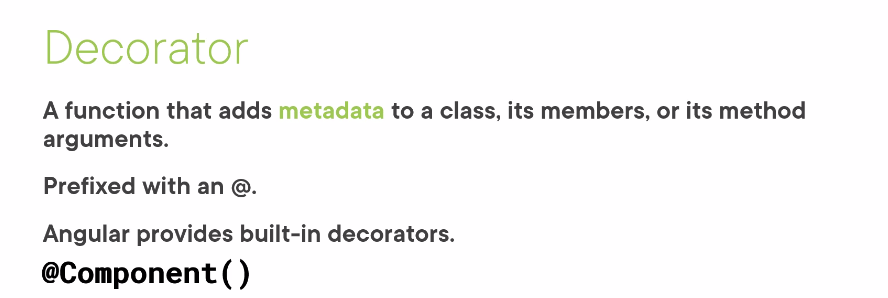 Decorator
A function that adds metadata to a class, its members, or its method
arguments.
Prefixed with an @.
Angular provides built-in decorators.
@Component()